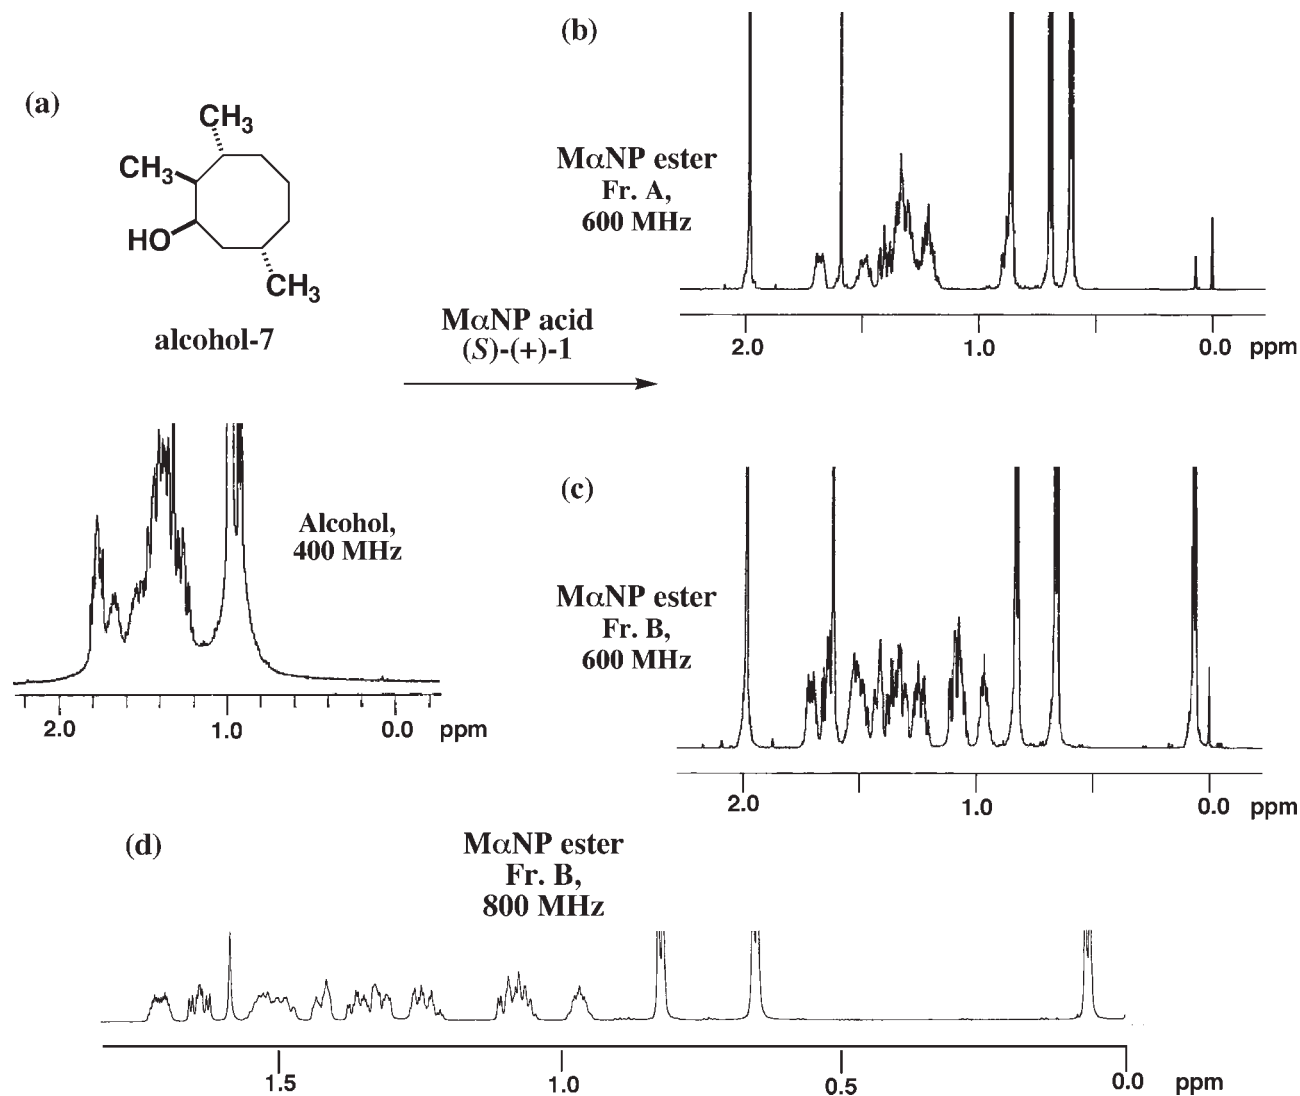 (a)
CH3
CH3
HO
CH3
alcohol-7
MαNP acid
(S)-(+)-1
Alcohol,
400 MHz
2.0 1.0 0.0 ppm
(b)
MαNP ester
Fr. A,
600 MHz
2.0 1.0 0.0 ppm
(c)
MαNP ester
Fr. B,
600 MHz
2.0 1.0 0.0 ppm
(d)
MαNP ester
Fr. B,
800 MHz
1.5 1.0 0.5 0.0 ppm